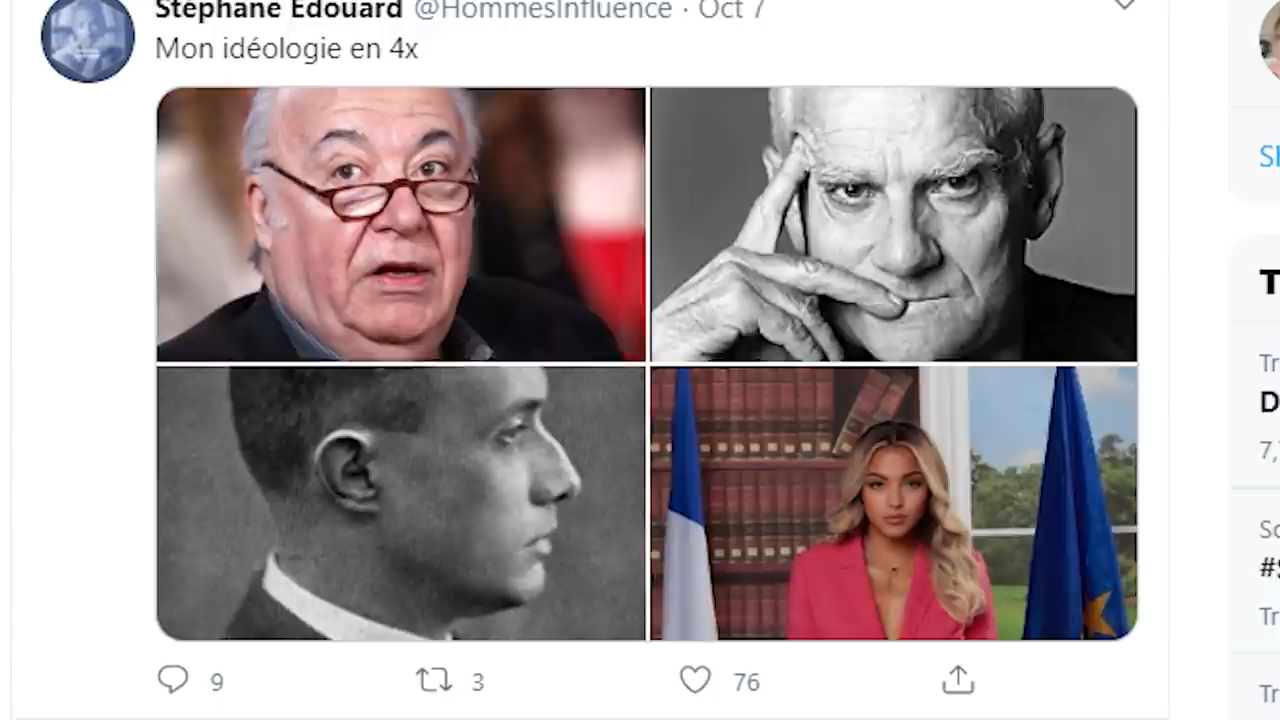 Stéphane Edouard @HommesInfluence · Oct 7
Mon idéologie en 4x
9 3 76